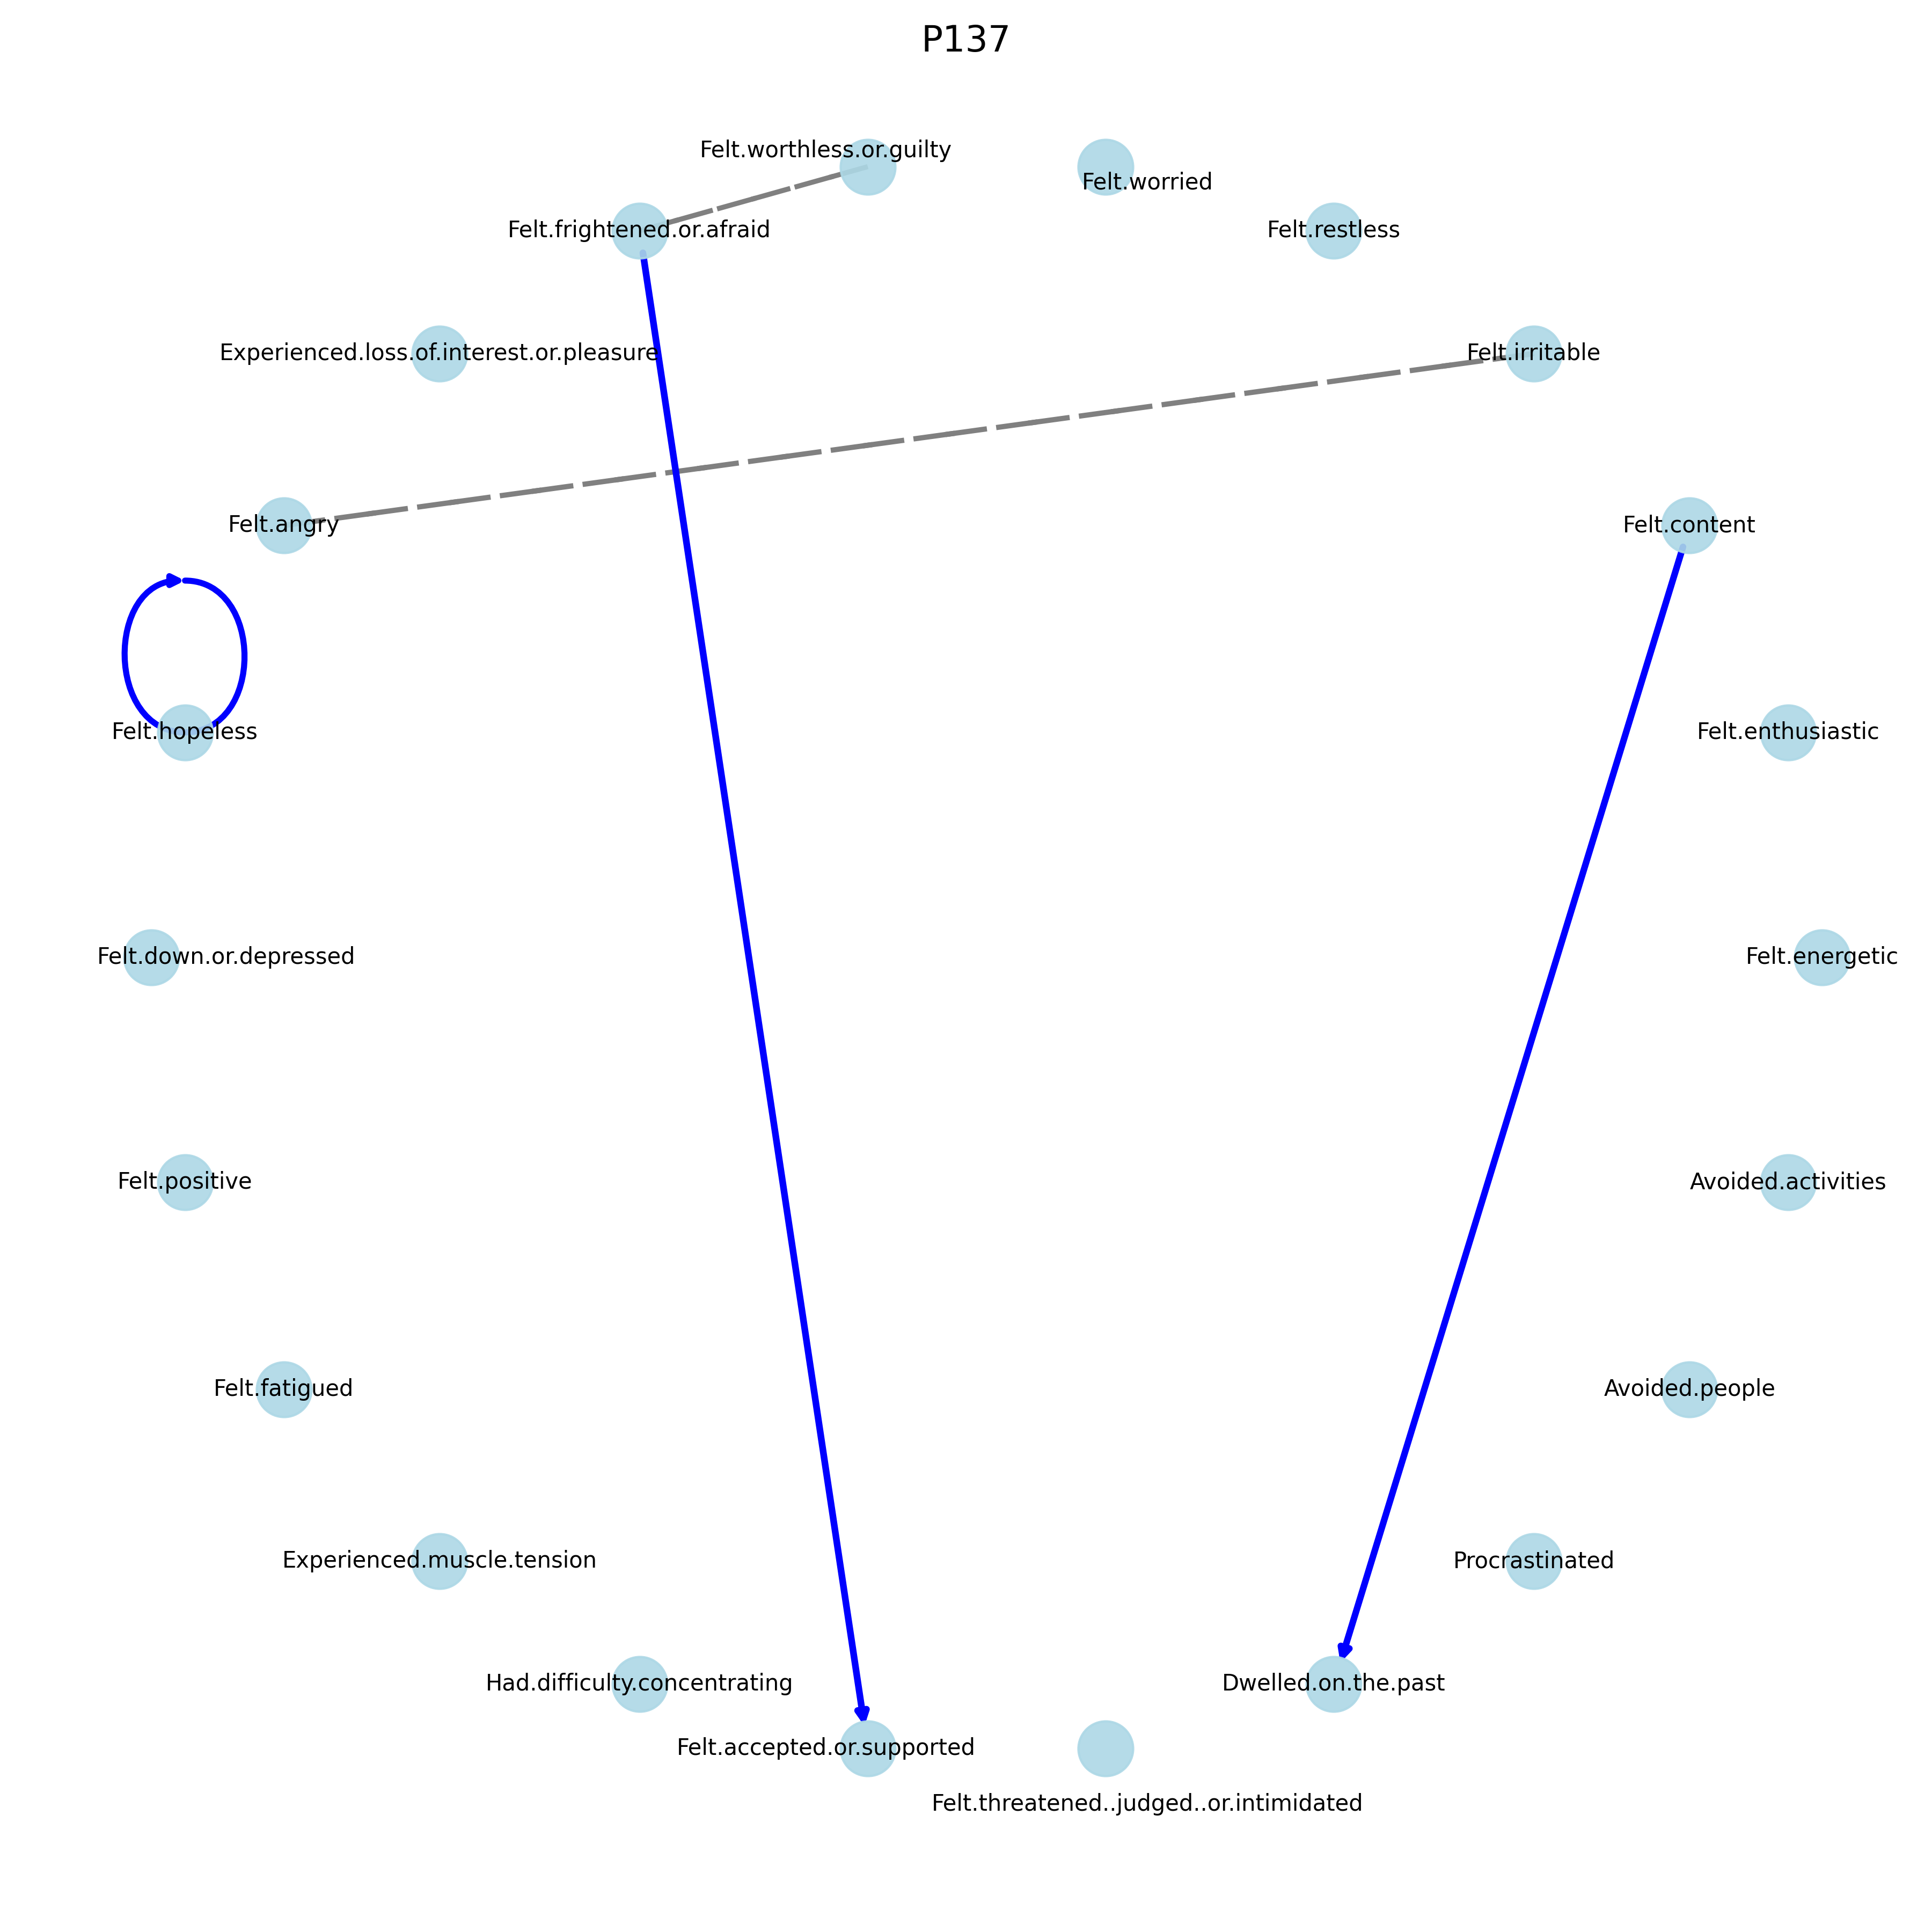 P137
Felt.worthless.or.guilty
Felt.worried
Felt.frightened.or.afraid
Felt.restless
Experienced.loss.of.interest.or.pleasure
Felt.irritable
Felt.angry
Felt.content
Felt.hopeless
Felt.enthusiastic
Felt.down.or.depressed
Felt.energetic
Felt.positive
Avoided.activities
Felt.fatigued
Avoided.people
Experienced.muscle.tension
Procrastinated
Had.difficulty.concentrating
Dwelled.on.the.past
Felt.accepted.or.supported
Felt.threatened..judged..or.intimidated